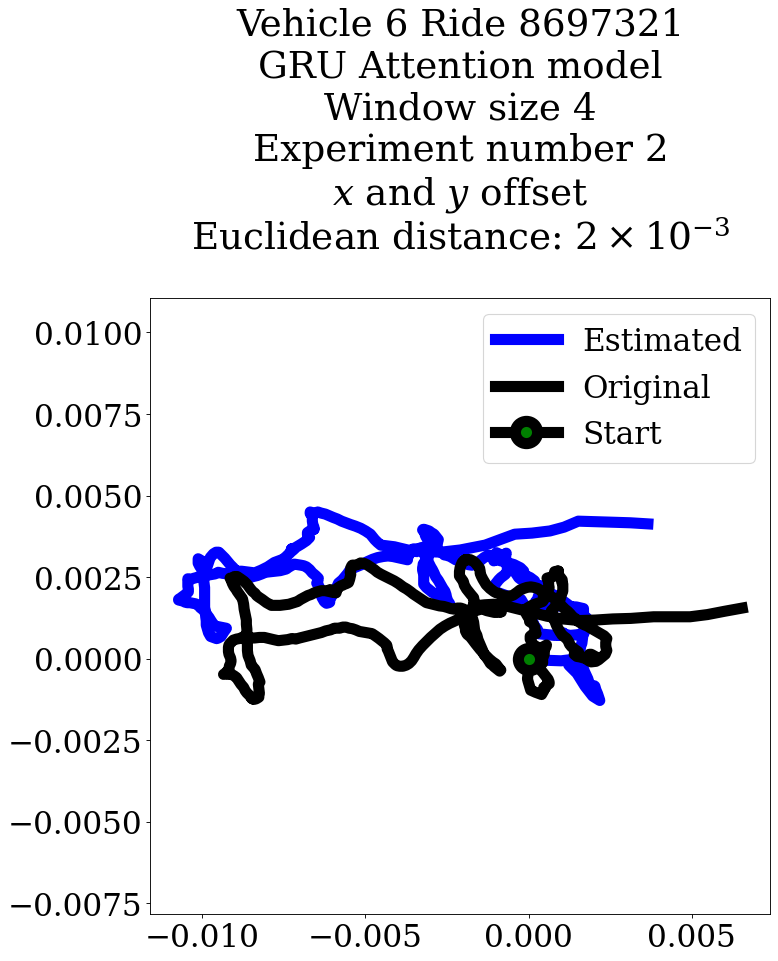 Vehicle 6 Ride 8697321
GRU Attention model
Window size 4
Experiment number 2
x and y offset
Euclidean distance: 2 × 10⁻³
Estimated
Original
Start
0.0100
0.0075
0.0050
0.0025
0.0000
−0.0025
−0.0050
−0.0075
−0.010 −0.005 0.000 0.005